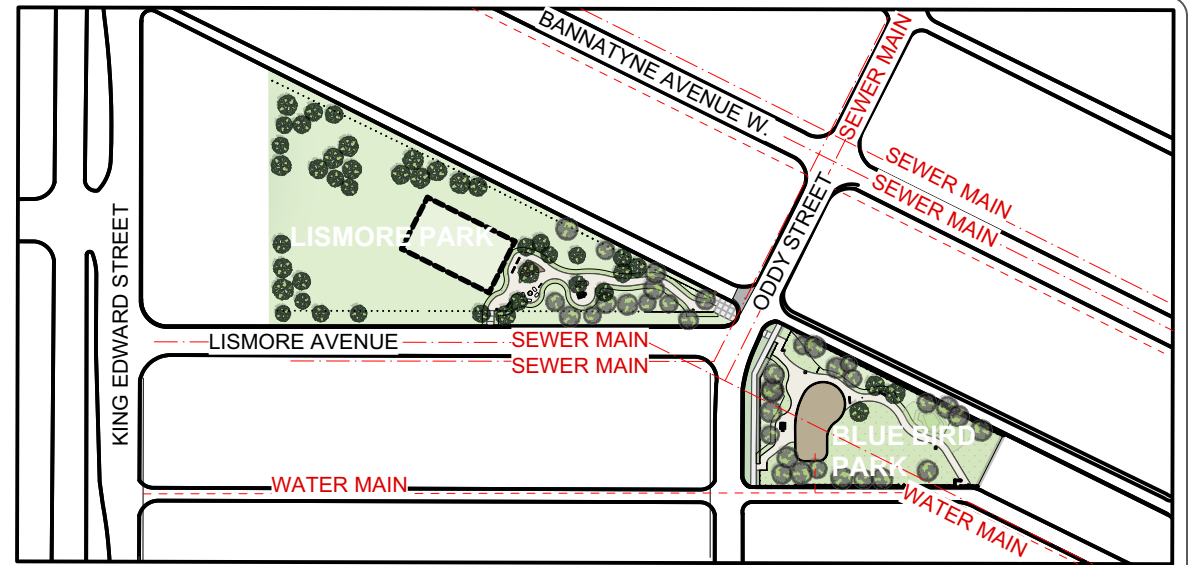 BANNATYNE AVENUE W.
SEWER MAIN
SEWER MAIN
SEWER MAIN
ODDY STREET
LISMORE PARK
KING EDWARD STREET
LISMORE AVENUE
SEWER MAIN
SEWER MAIN
BLUE BIRD
PARK
WATER MAIN
WATER MAIN